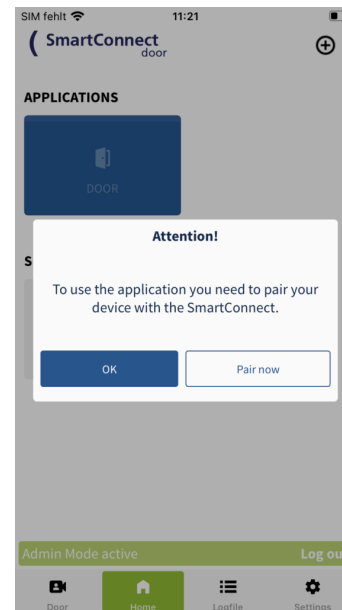 SIM fehlt 11:21
SmartConnect
door
APPLICATIONS
DOOR
Attention!
S
To use the application you need to pair your
device with the SmartConnect.
OK Pair now
Admin Mode active Log ou
Door Home Logfile Settings